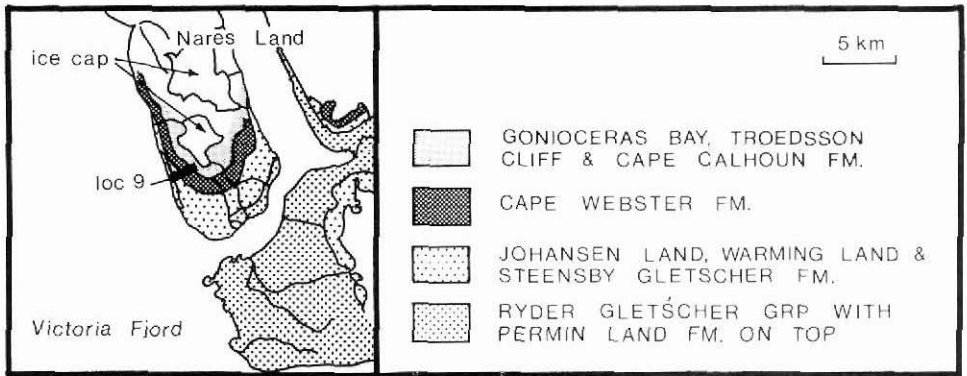 Nares Land
ice cap
loc 9
Victoria Fjord
5 km
GONIOCERAS BAY, TROEDSSON
CLIFF & CAPE CALHOUN FM.
CAPE WEBSTER FM.
JOHANSEN LAND, WARMING LAND &
STEENSBY GLETSCHER FM.
RYDER GLETSCHER GRP WITH
PERMIN LAND FM. ON TOP